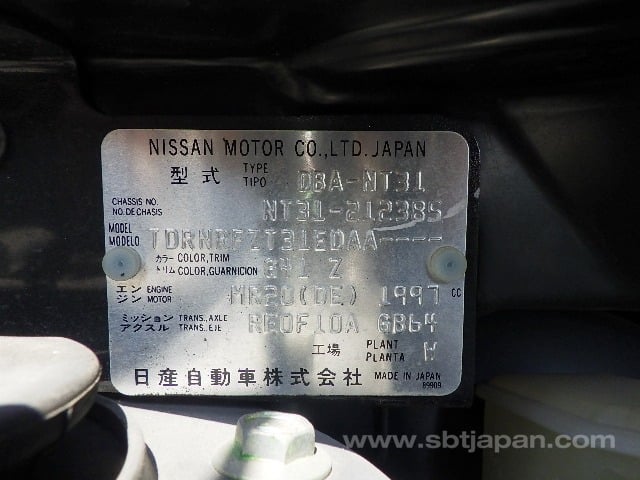 NISSAN MOTOR CO.,LTD. JAPAN
型式 TYPE TIPO DBA-NT31
CHASSIS NO. NO. DE CHASIS NT31-212385
MODEL MODELO
カラー COLOR,TRIM トリム COLOR,GUARNICION G41 Z
エンジン ENGINE MOTOR MR20(DE) 1997 CC
ミッション TRANS.,AXLE アクスル TRANS.,EJE RE0F10A GB64
工場 PLANT PLANTA W
日産自動車株式会社 MADE IN JAPAN
89909
www.sbtjapan.com